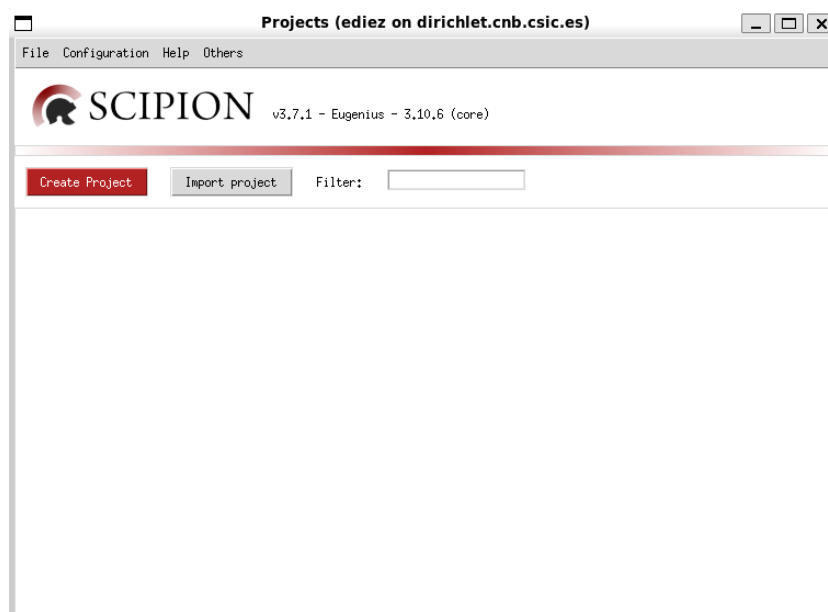 Projects (ediez on dirichlet.cnb.csic.es)
File Configuration Help Others
SCIPION v3.7.1 - Eugenius - 3.10.6 (core)
Create Project Import project Filter: